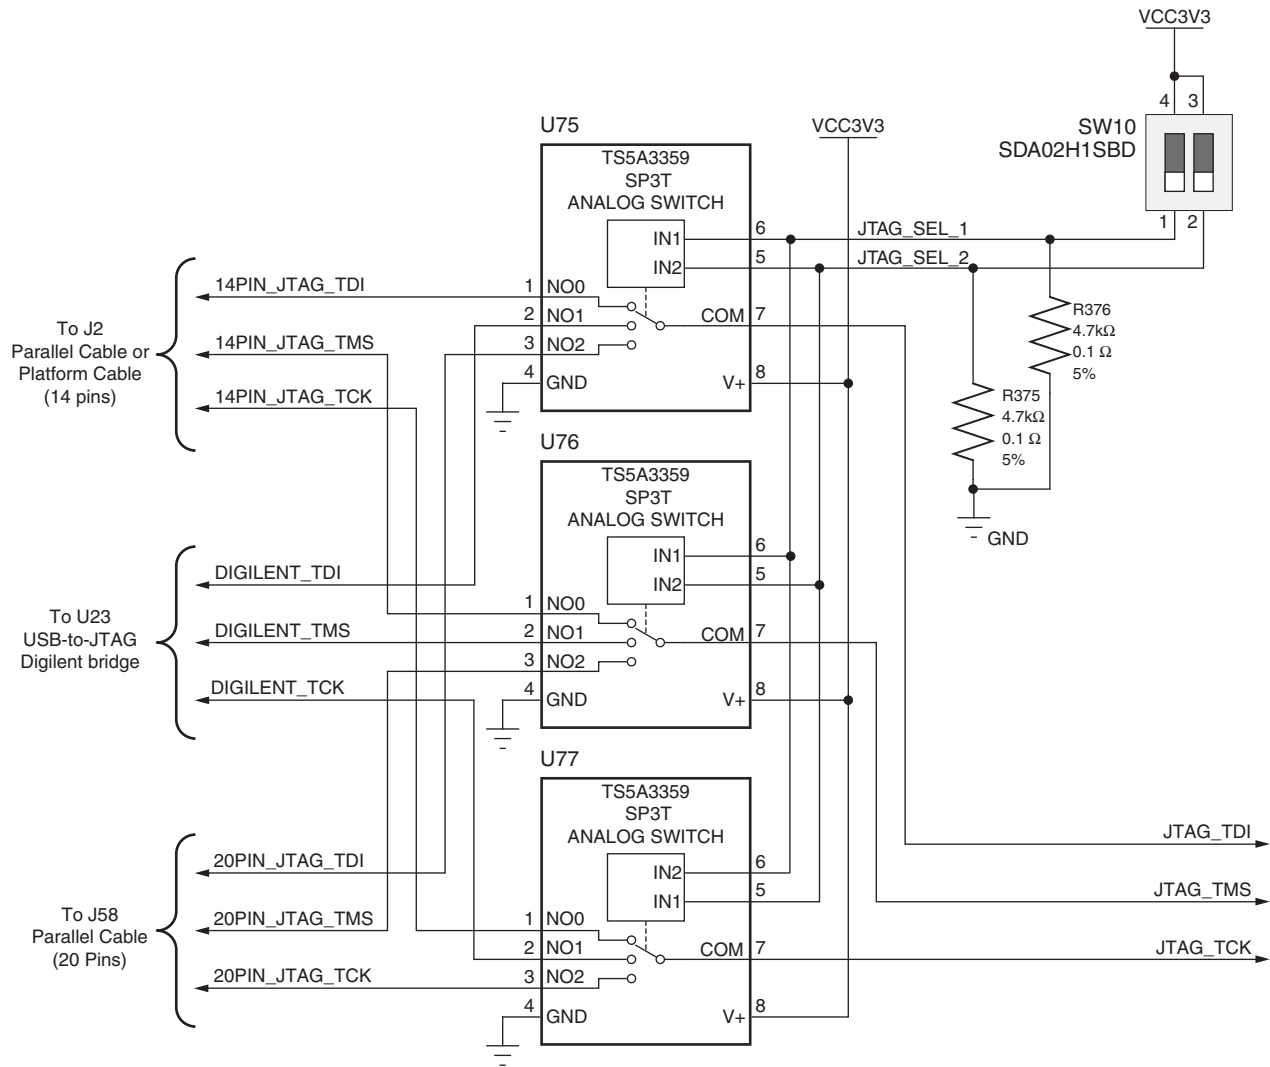 VCC3V3
4 3
SW10
SDA02H1SBD
1 2
VCC3V3
U75
TS5A3359
SP3T
ANALOG SWITCH
IN1 6 JTAG_SEL_1
IN2 5 JTAG_SEL_2
1 NO0
2 NO1
3 NO2
COM 7
4 GND
V+ 8
R376
4.7kΩ
0.1 Ω
5%
R375
4.7kΩ
0.1 Ω
5%
GND
To J2
Parallel Cable or
Platform Cable
(14 pins)
14PIN_JTAG_TDI
14PIN_JTAG_TMS
14PIN_JTAG_TCK
U76
TS5A3359
SP3T
ANALOG SWITCH
IN1 6
IN2 5
1 NO0
2 NO1
3 NO2
COM 7
4 GND
V+ 8
To U23
USB-to-JTAG
Digilent bridge
DIGILENT_TDI
DIGILENT_TMS
DIGILENT_TCK
U77
TS5A3359
SP3T
ANALOG SWITCH
IN2 6
IN1 5
1 NO0
2 NO1
3 NO2
COM 7
4 GND
V+ 8
To J58
Parallel Cable
(20 Pins)
20PIN_JTAG_TDI
20PIN_JTAG_TMS
20PIN_JTAG_TCK
JTAG_TDI
JTAG_TMS
JTAG_TCK